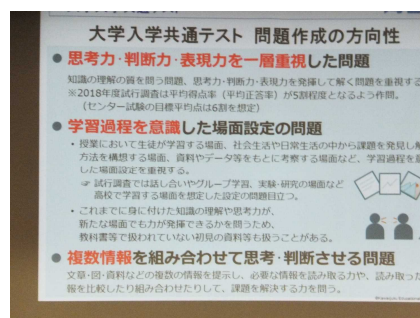 大学入学共通テスト 問題作成の方向性
● 思考力・判断力・表現力を一層重視した問題
知識の理解の質を問う問題、思考力・判断力・表現力を発揮して解く問題を重視する
※2018年度試行調査は平均得点率（平均正答率）が5割程度となるよう作問。
（センター試験の目標平均点は6割を想定）
● 学習過程を意識した場面設定の問題
・授業において生徒が学習する場面、社会生活や日常生活の中から課題を発見し解
方法を構想する場面、資料やデータ等をもとに考察する場面など、学習過程を意
した場面設定を重視する。
☞ 試行調査では話し合いやグループ学習、実験・研究の場面など
高校で学習する場面を想定した設定の問題目立つ。
・これまでに身に付けた知識の理解や思考力が、
新たな場面でも力が発揮できるかを問うため、
教科書等で扱われていない初見の資料等も扱うことがある。
● 複数情報を組み合わせて思考・判断させる問題
文章・図・資料などの複数の情報を提示し、必要な情報を読み取る力や、読み取った
報を比較したり組み合わせたりして、課題を解決する力を問う。